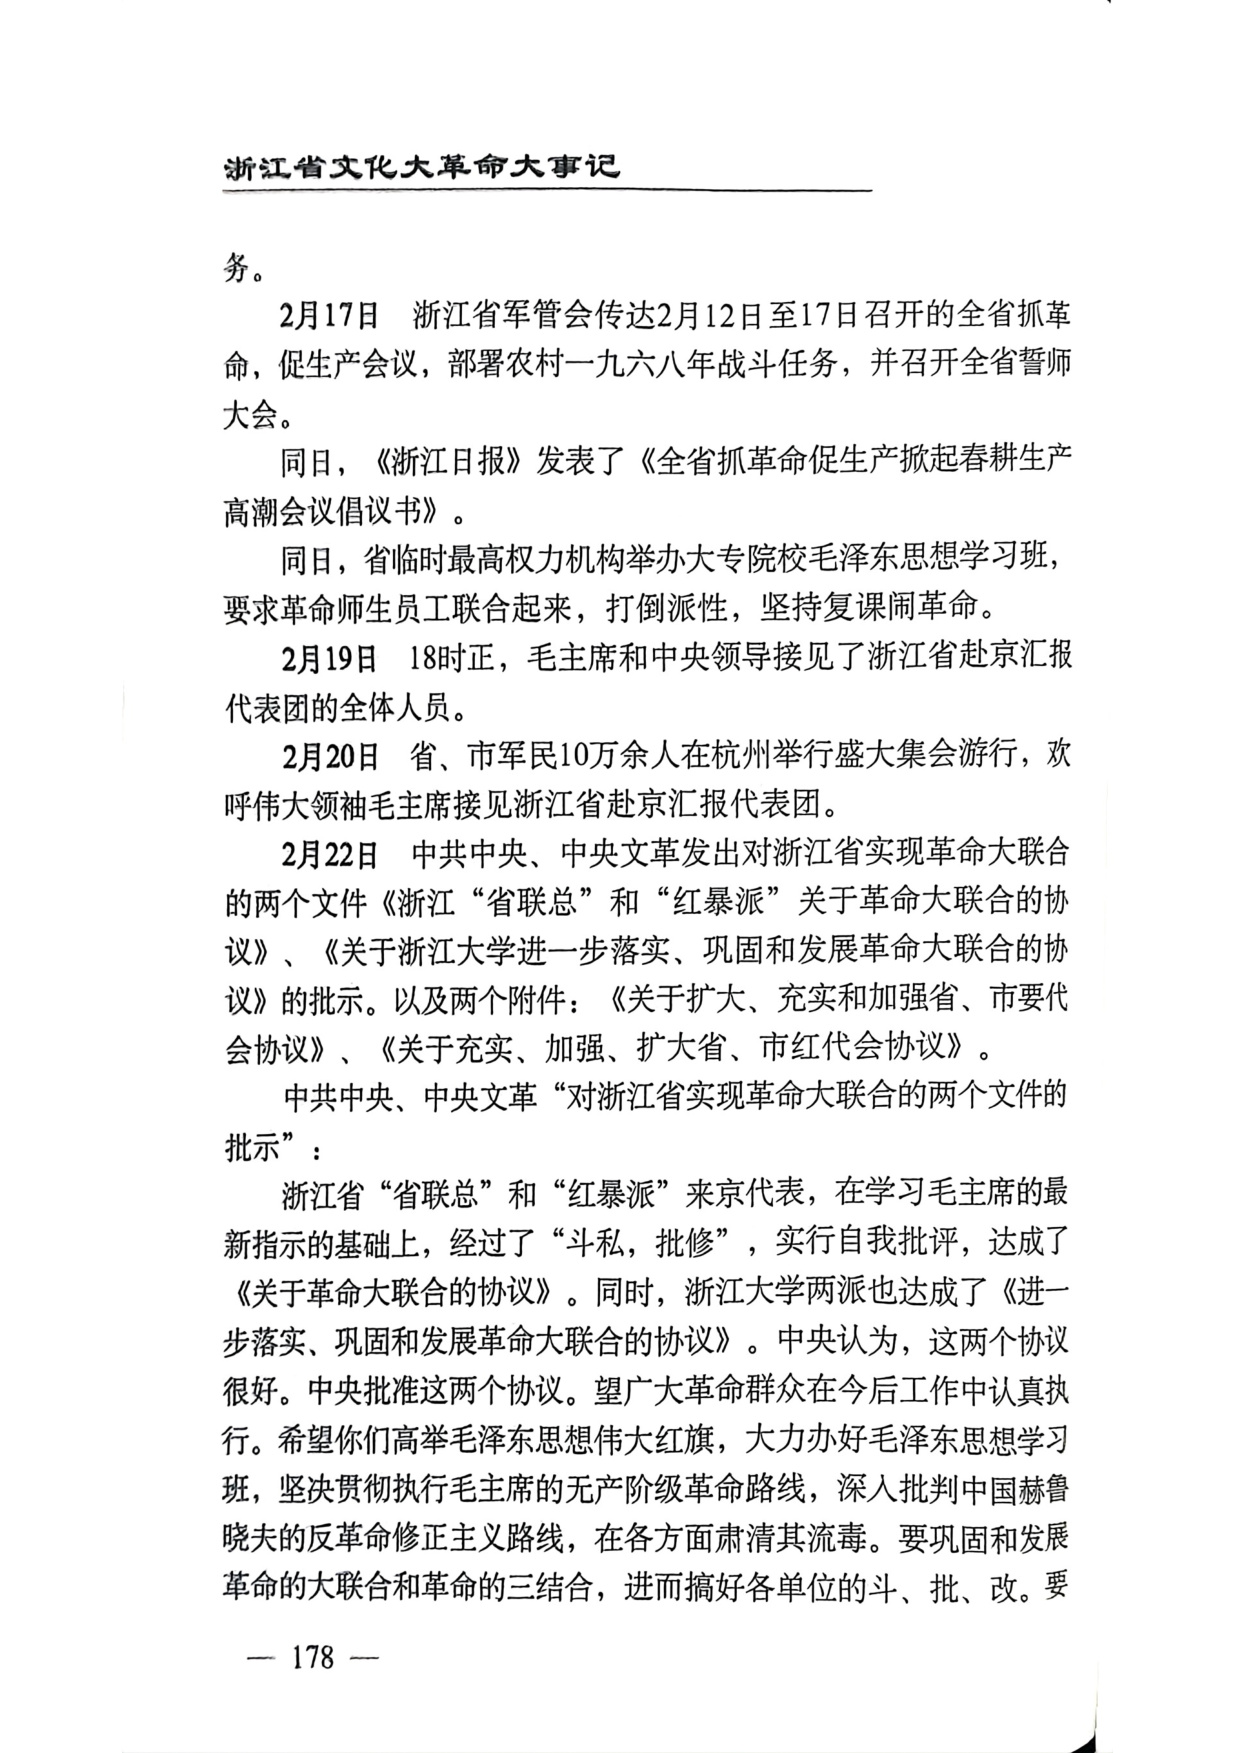 浙江省文化大革命大事记
务。
2月17日　浙江省军管会传达2月12日至17日召开的全省抓革
命，促生产会议，部署农村一九六八年战斗任务，并召开全省誓师
大会。
同日，《浙江日报》发表了《全省抓革命促生产掀起春耕生产
高潮会议倡议书》。
同日，省临时最高权力机构举办大专院校毛泽东思想学习班，
要求革命师生员工联合起来，打倒派性，坚持复课闹革命。
2月19日　18时正，毛主席和中央领导接见了浙江省赴京汇报
代表团的全体人员。
2月20日　省、市军民10万余人在杭州举行盛大集会游行，欢
呼伟大领袖毛主席接见浙江省赴京汇报代表团。
2月22日　中共中央、中央文革发出对浙江省实现革命大联合
的两个文件《浙江“省联总”和“红暴派”关于革命大联合的协
议》、《关于浙江大学进一步落实、巩固和发展革命大联合的协
议》的批示。以及两个附件：《关于扩大、充实和加强省、市要代
会协议》、《关于充实、加强、扩大省、市红代会协议》。
中共中央、中央文革“对浙江省实现革命大联合的两个文件的
批示”：
浙江省“省联总”和“红暴派”来京代表，在学习毛主席的最
新指示的基础上，经过了“斗私，批修”，实行自我批评，达成了
《关于革命大联合的协议》。同时，浙江大学两派也达成了《进一
步落实、巩固和发展革命大联合的协议》。中央认为，这两个协议
很好。中央批准这两个协议。望广大革命群众在今后工作中认真执
行。希望你们高举毛泽东思想伟大红旗，大力办好毛泽东思想学习
班，坚决贯彻执行毛主席的无产阶级革命路线，深入批判中国赫鲁
晓夫的反革命修正主义路线，在各方面肃清其流毒。要巩固和发展
革命的大联合和革命的三结合，进而搞好各单位的斗、批、改。要
— 178 —